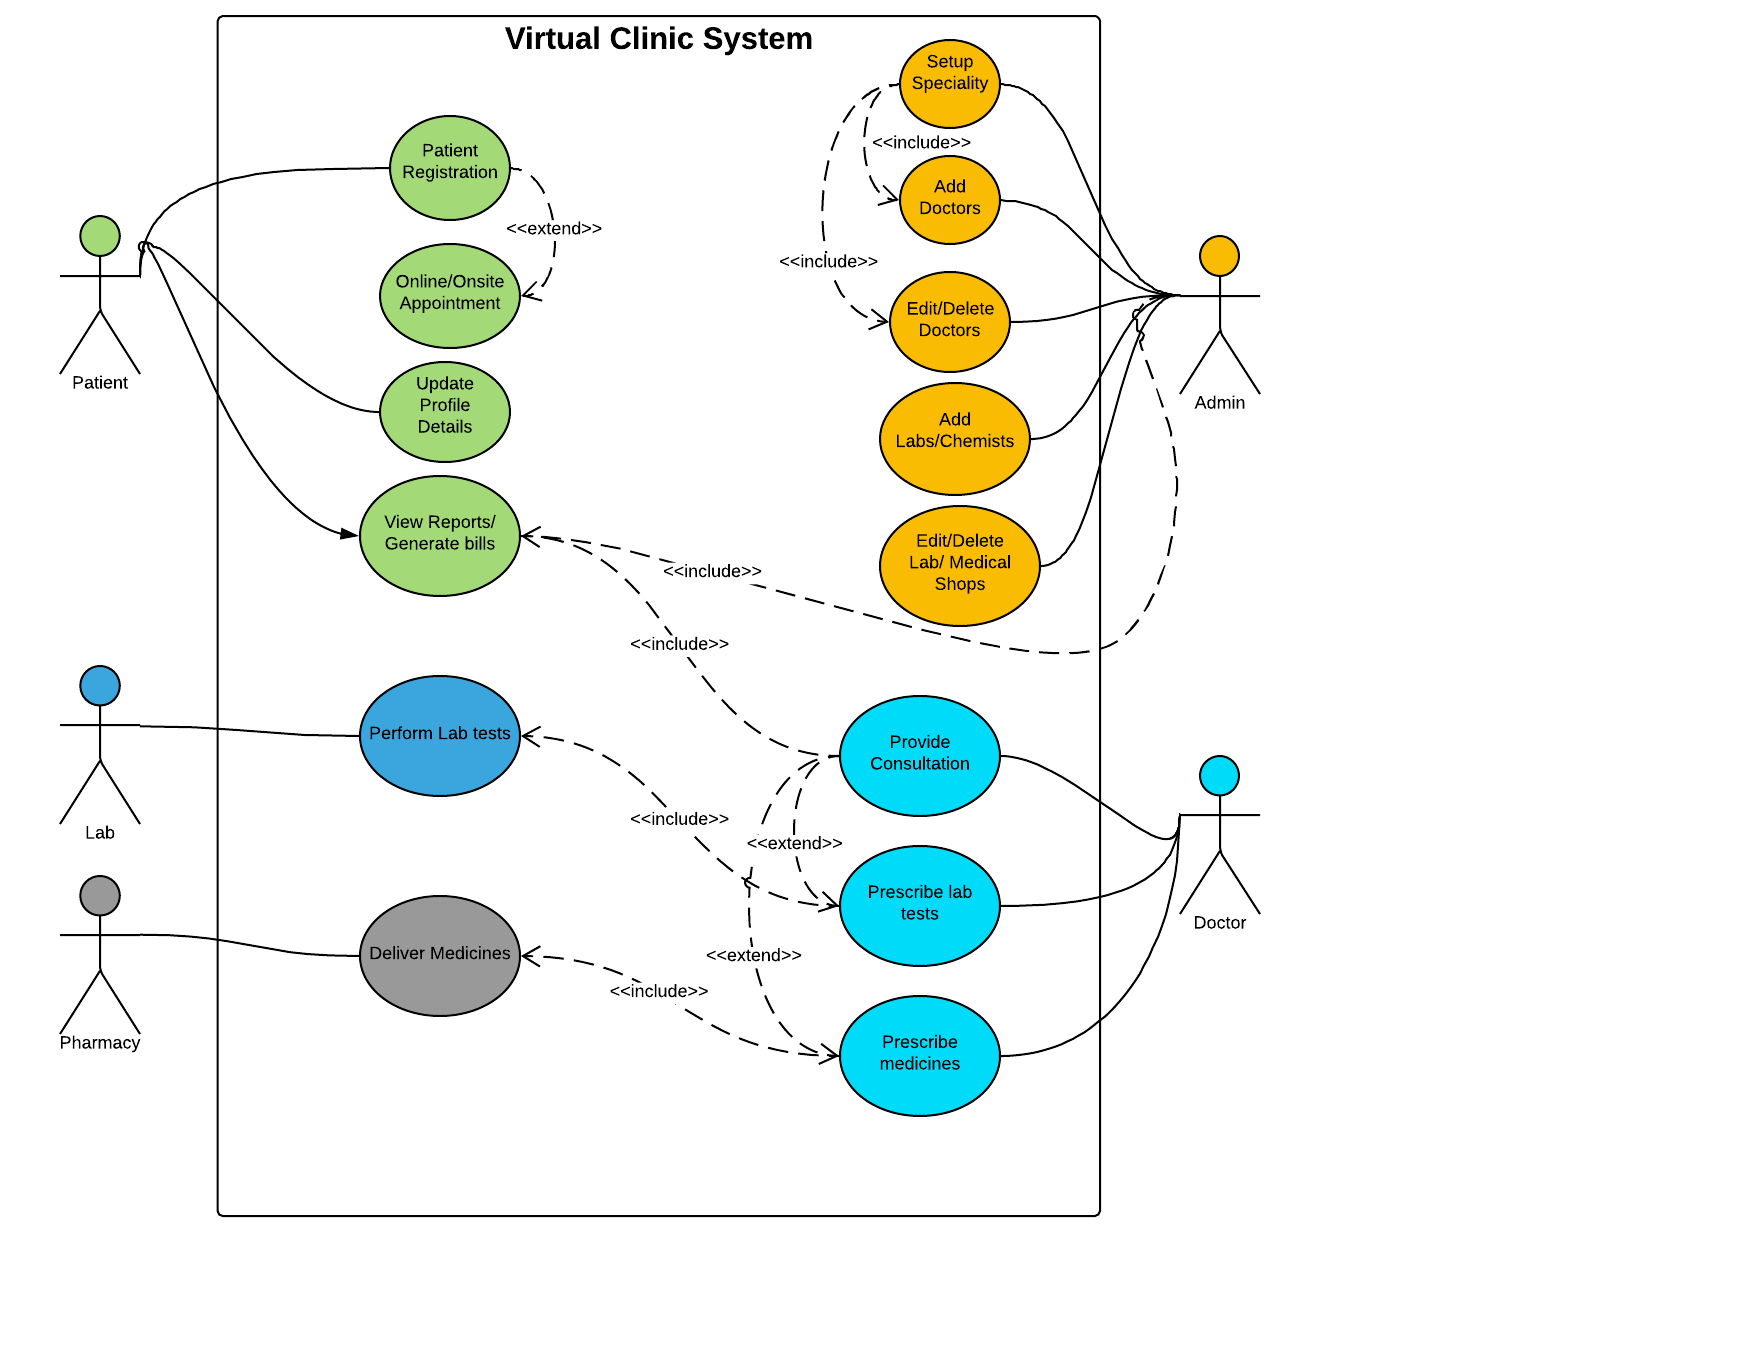 Virtual Clinic System
Setup
Speciality
<<include>>
Patient
Registration
Add
Doctors
<<extend>>
<<include>>
Online/Onsite
Appointment
Edit/Delete
Doctors
Patient
Admin
Update
Profile
Details
Add
Labs/Chemists
View Reports/
Generate bills
Edit/Delete
Lab/ Medical
Shops
<<include>>
<<include>>
Perform Lab tests
Provide
Consultation
Lab
<<include>>
<<extend>>
Prescribe lab
tests
Doctor
Deliver Medicines
<<extend>>
<<include>>
Pharmacy
Prescribe
medicines